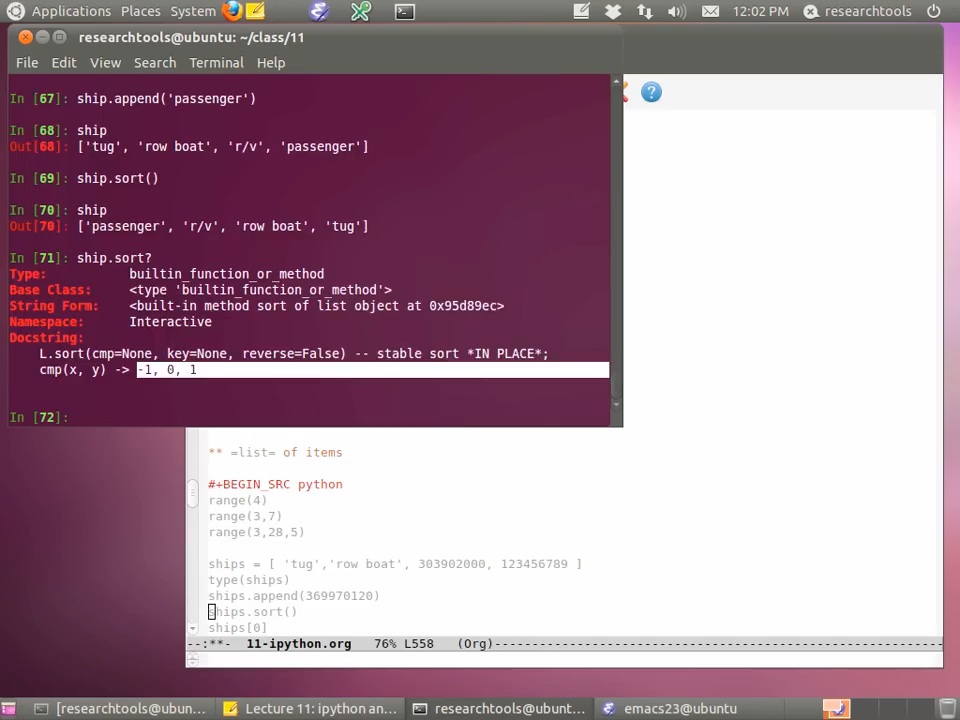 Applications Places System 12:02 PM researchtools
researchtools@ubuntu: ~/class/11
File Edit View Search Terminal Help
In [67]: ship.append('passenger')
In [68]: ship
Out[68]: ['tug', 'row boat', 'r/v', 'passenger']
In [69]: ship.sort()
In [70]: ship
Out[70]: ['passenger', 'r/v', 'row boat', 'tug']
In [71]: ship.sort?
Type: builtin_function_or_method
Base Class: <type 'builtin_function_or_method'>
String Form: <built-in method sort of list object at 0x95d89ec>
Namespace: Interactive
Docstring:
L.sort(cmp=None, key=None, reverse=False) -- stable sort *IN PLACE*;
cmp(x, y) -> -1, 0, 1
In [72]:
** =list= of items
#+BEGIN_SRC python
range(4)
range(3,7)
range(3,28,5)
ships = [ 'tug','row boat', 303902000, 123456789 ]
type(ships)
ships.append(369970120)
ships.sort()
ships[0]
--:**- 11-ipython.org 76% L558 (Org)--------------------------------------------------------
[researchtools@ubun... Lecture 11: ipython an... researchtools@ubunt... emacs23@ubuntu